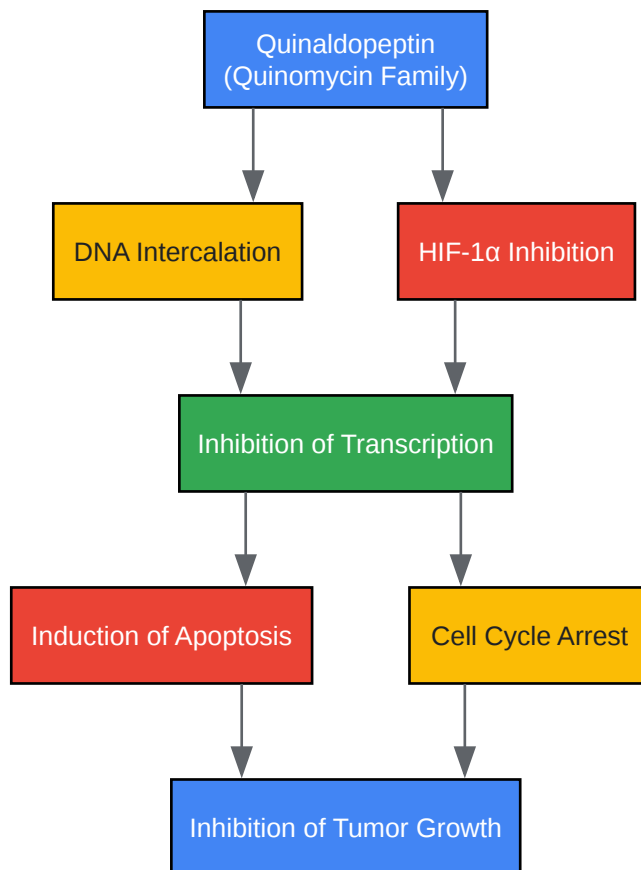 Quinaldopeptin
(Quinomycin Family)
DNA Intercalation
HIF-1α Inhibition
Inhibition of Transcription
Induction of Apoptosis
Cell Cycle Arrest
Inhibition of Tumor Growth